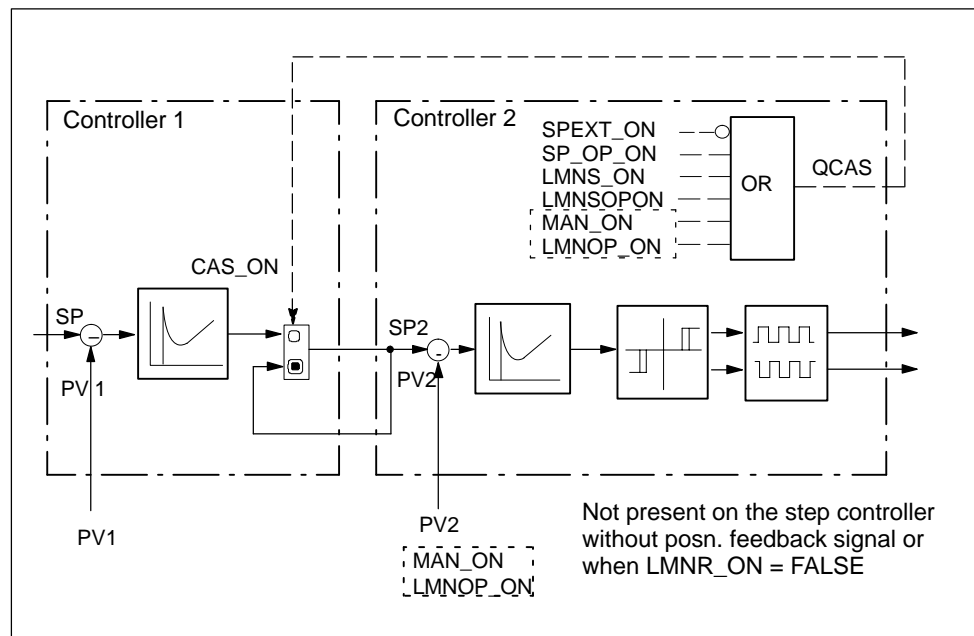 Controller 1
Controller 2
SPEXT_ON
SP_OP_ON
LMNS_ON
LMNSOPON
MAN_ON
LMNOP_ON
OR
QCAS
CAS_ON
SP
PV 1
SP2
PV2
-
PV1
PV2
MAN_ON
LMNOP_ON
Not present on the step controller
without posn. feedback signal or
when LMNR_ON = FALSE